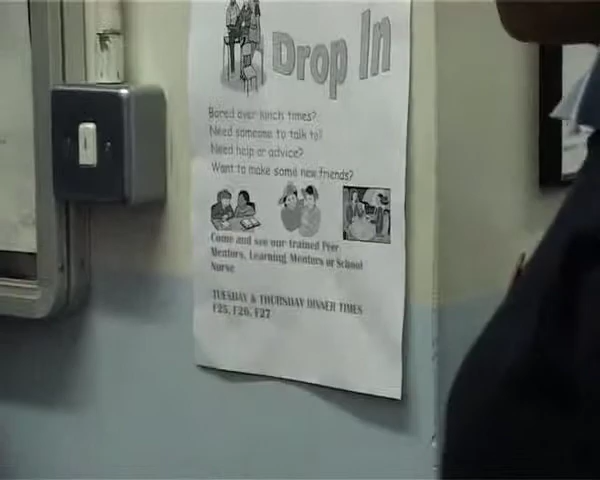 Drop In
Bored over lunch times?
Need someone to talk to?
Need help or advice?
Want to make some new friends?
Come and see our trained Peer
Mentors, Learning Mentors or School
Nurse
TUESDAY & THURSDAY DINNER TIMES
F25, F26, F27